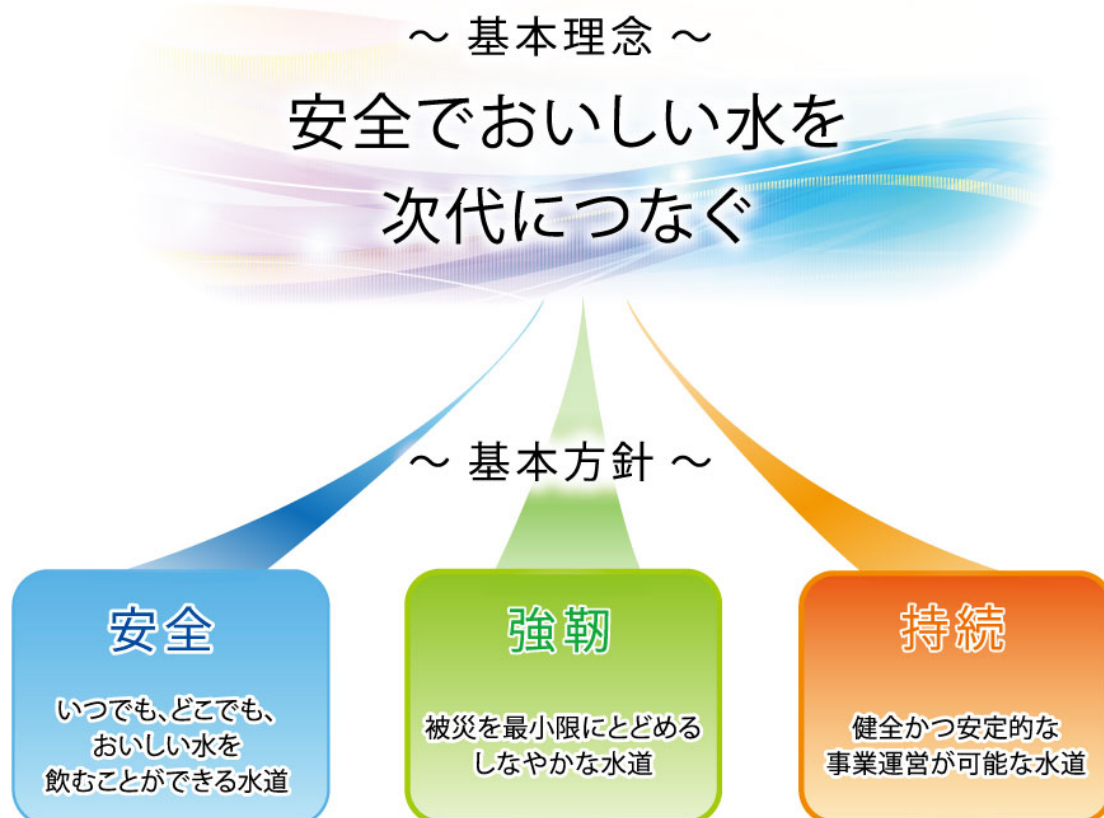 ～ 基本理念 ～
安全でおいしい水を
次代につなぐ
～ 基本方針 ～
安全
いつでも、どこでも、
おいしい水を
飲むことができる水道
強靭
被災を最小限にとどめる
しなやかな水道
持続
健全かつ安定的な
事業運営が可能な水道